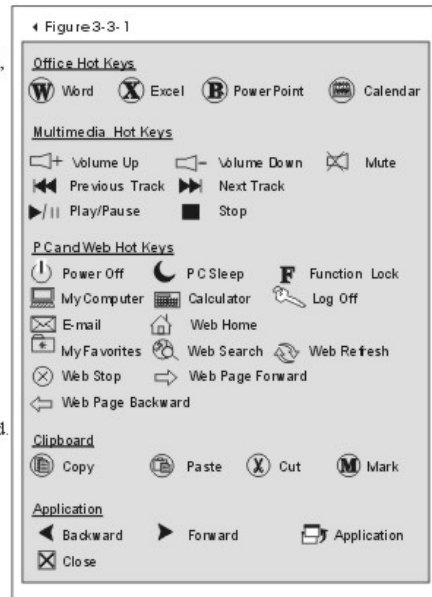 Figure3-3-1
,
Office Hot Keys
W Word X Excel B PowerPoint Calendar
Multimedia Hot Keys
+ Volume Up - Volume Down Mute
Previous Track Next Track
/ II Play/Pause Stop
PC and Web Hot Keys
Power Off PC Sleep F Function Lock
My Computer Calculator Log Off
E-mail Web Home
My Favorites Web Search Web Refresh
Web Stop Web Page Forward
Web Page Backward
d.
Clipboard
Copy Paste X Cut M Mark
Application
Backward Forward Application
Close